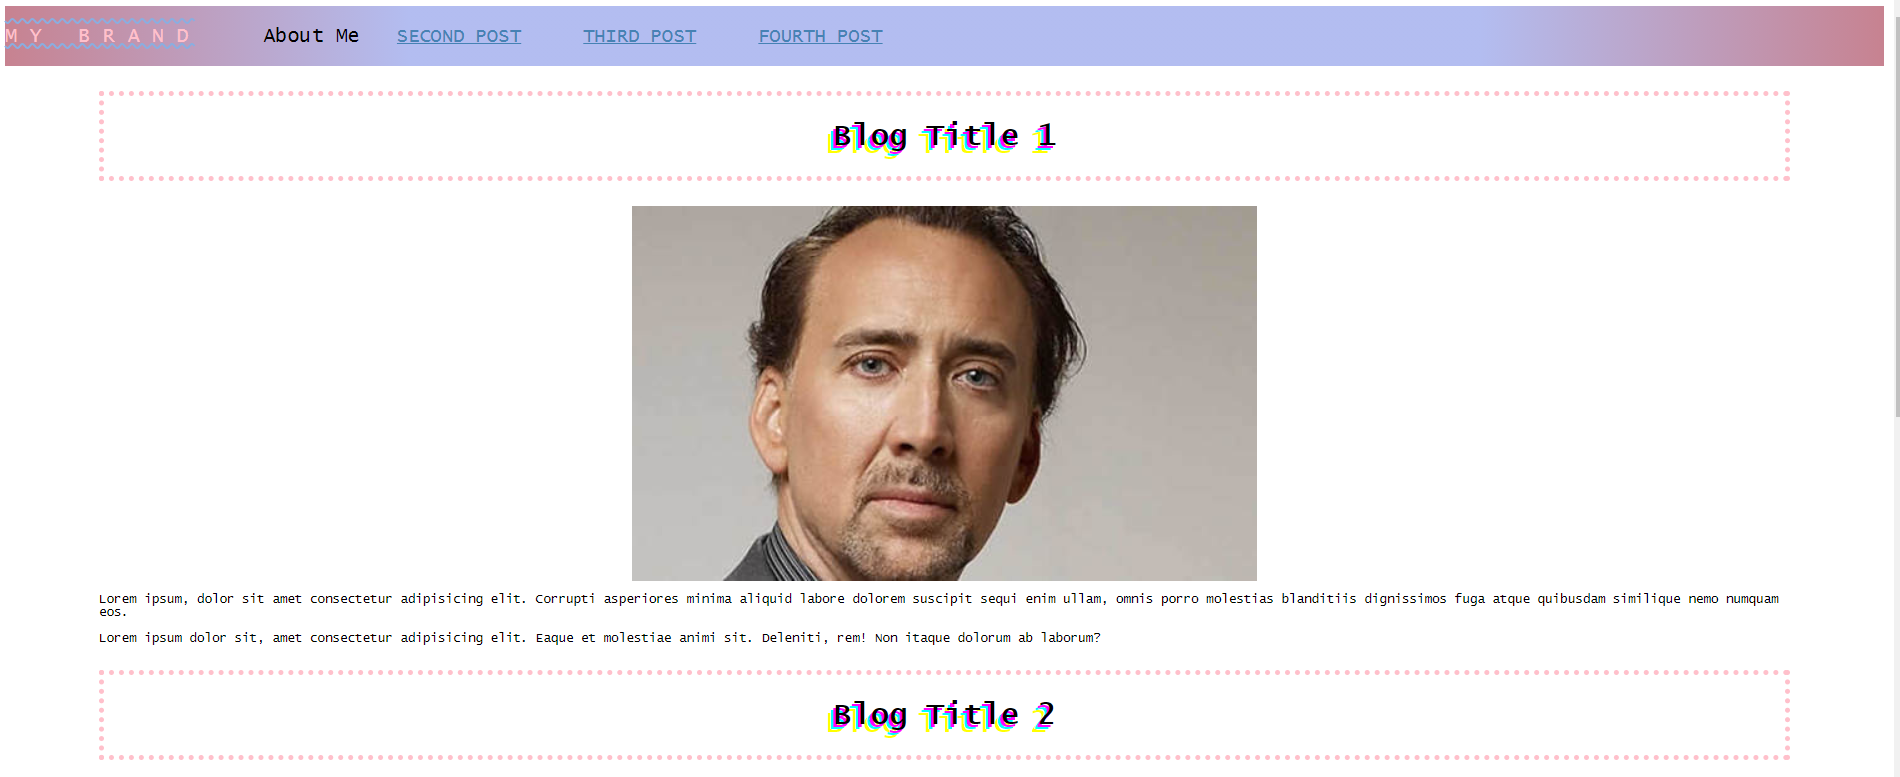 MY BRAND About Me SECOND POST THIRD POST FOURTH POST
Blog Title 1
Lorem ipsum, dolor sit amet consectetur adipisicing elit. Corrupti asperiores minima aliquid labore dolorem suscipit sequi enim ullam, omnis porro molestias blanditiis dignissimos fuga atque quibusdam similique nemo numquam
eos.
Lorem ipsum dolor sit, amet consectetur adipisicing elit. Eaque et molestiae animi sit. Deleniti, rem! Non itaque dolorum ab laborum?
Blog Title 2